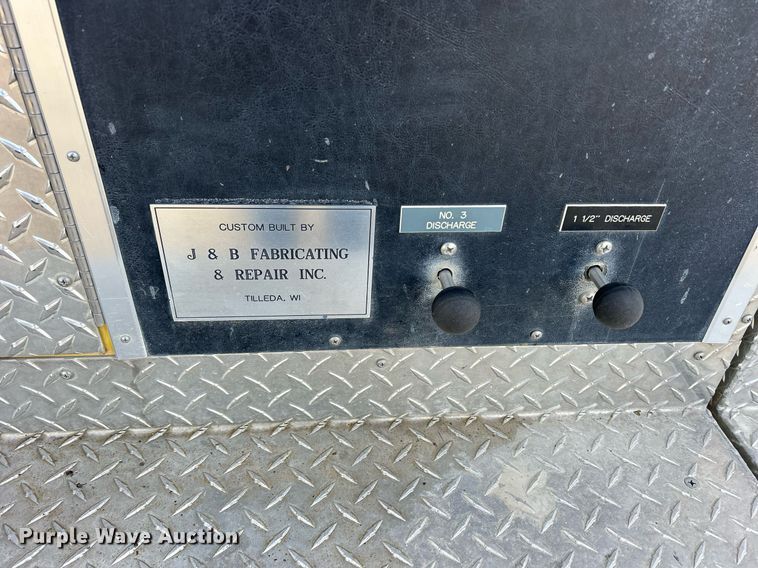 CUSTOM BUILT BY
J & B FABRICATING
& REPAIR INC.
TILLEDA, WI
NO. 3
DISCHARGE
1 1/2" DISCHARGE
Purple Wave Auction